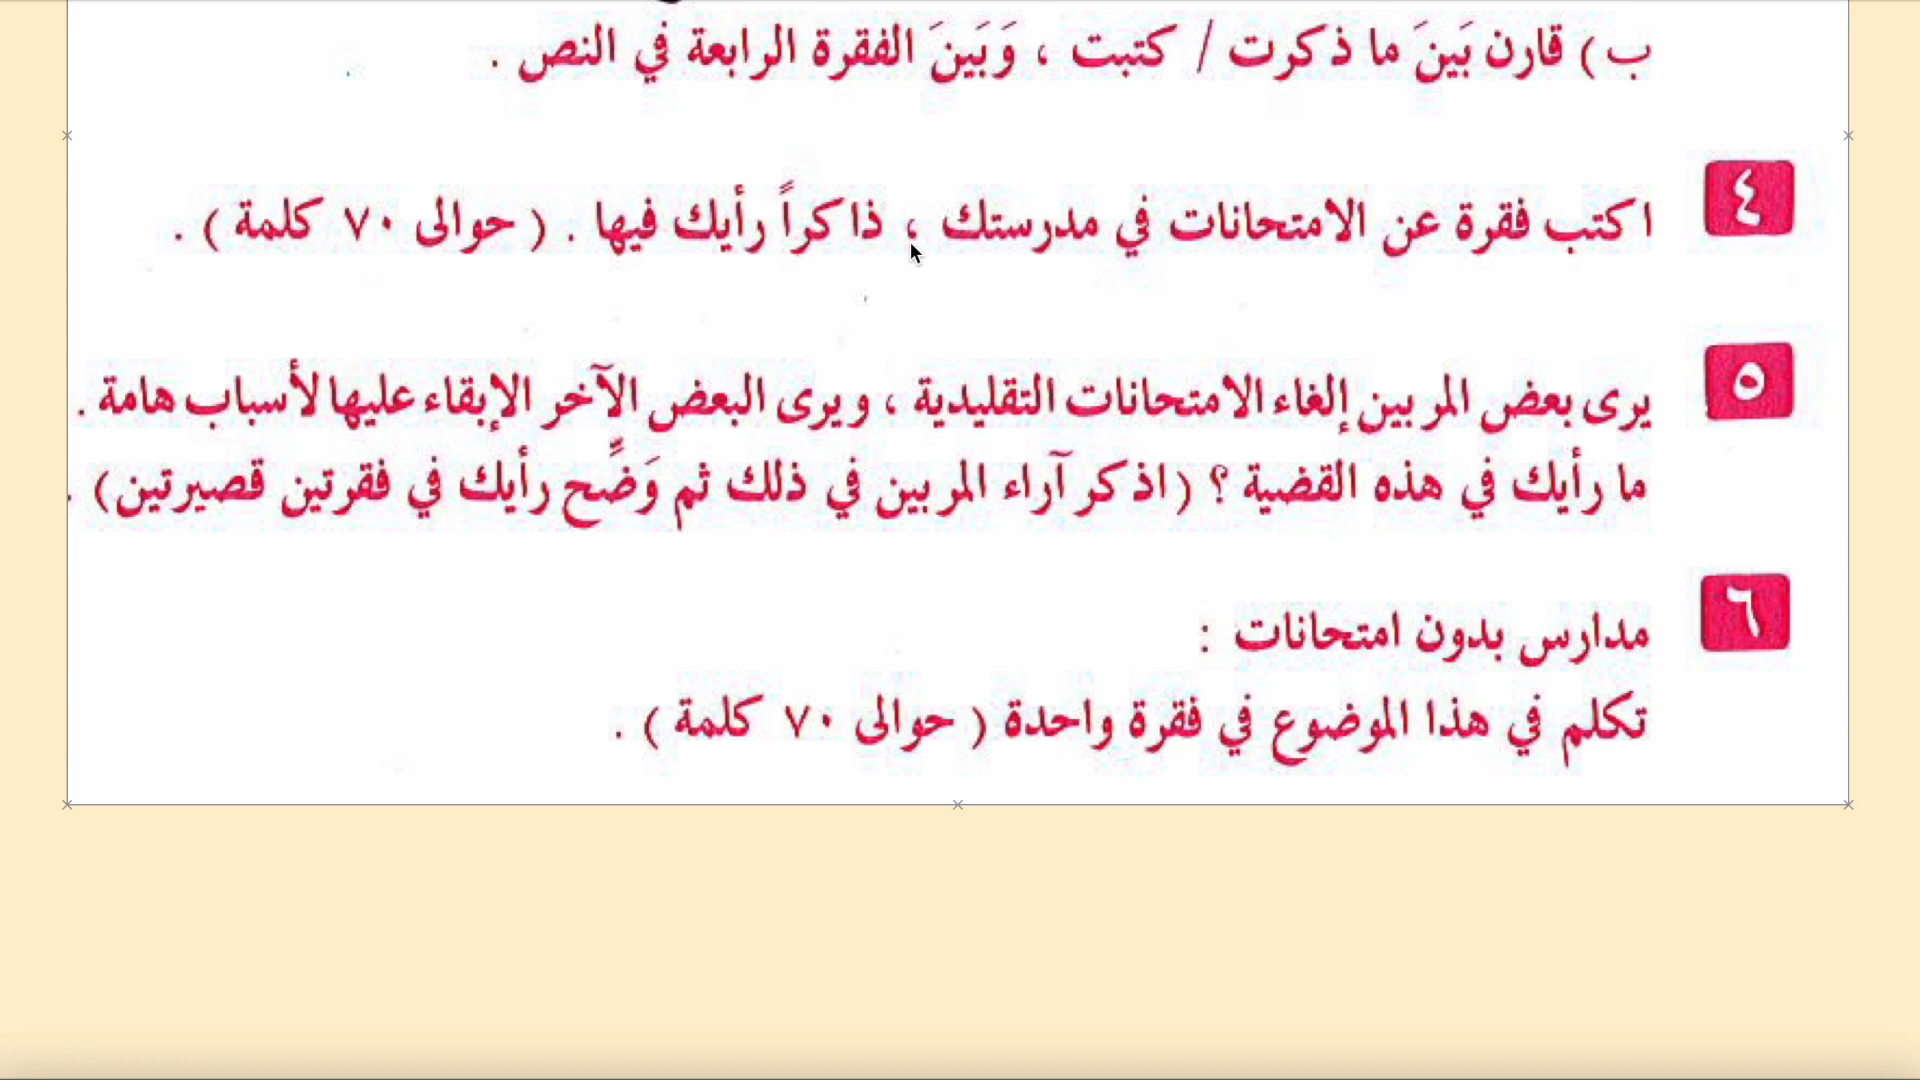 ب ) قارن بَينَ ما ذكرت / كتبت ، وَبَينَ الفقرة الرابعة في النص .
٤
اكتب فقرة عن الامتحانات في مدرستك ، ذاكراً رأيك فيها . ( حوالى ٧٠ كلمة ) .
٥
يرى بعض المربين إلغاء الامتحانات التقليدية ، ويرى البعض الآخر الإبقاء عليها لأسباب هامة .
ما رأيك في هذه القضية ؟ ( اذكر آراء المربين في ذلك ثم وَضِّح رأيك في فقرتين قصيرتين) .
٦
مدارس بدون امتحانات :
تكلم في هذا الموضوع في فقرة واحدة ( حوالى ٧٠ كلمة ) .